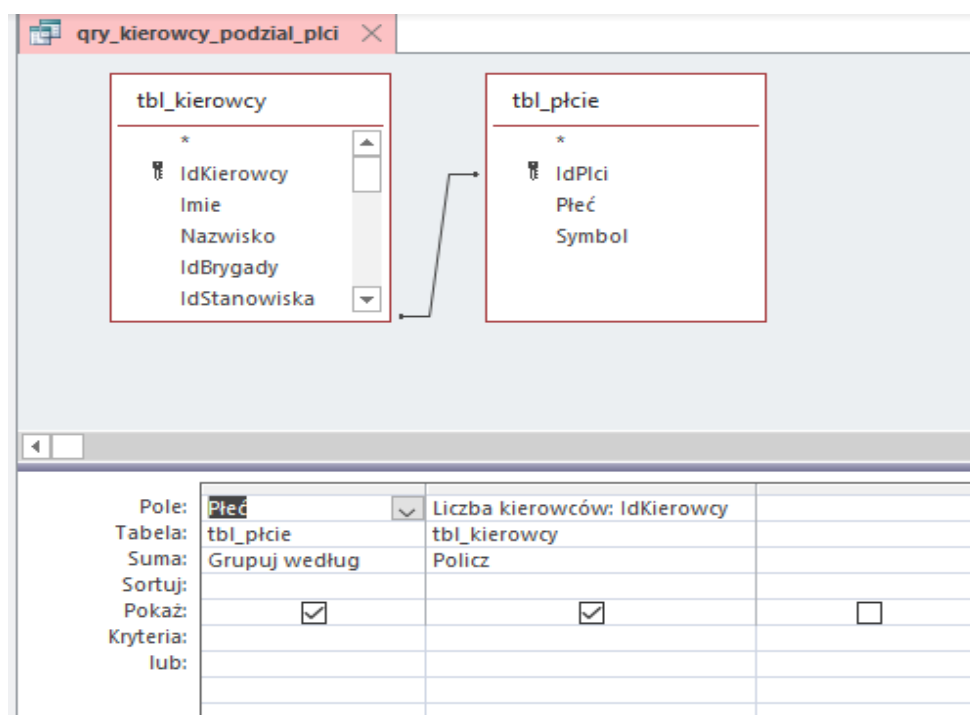 qry_kierowcy_podzial_plci
tbl_kierowcy
*
IdKierowcy
Imie
Nazwisko
IdBrygady
IdStanowiska
tbl_płcie
*
IdPlci
Płeć
Symbol
Pole: Płeć Liczba kierowców: IdKierowcy
Tabela: tbl_płcie tbl_kierowcy
Suma: Grupuj według Policz
Sortuj:
Pokaż:
Kryteria:
lub: